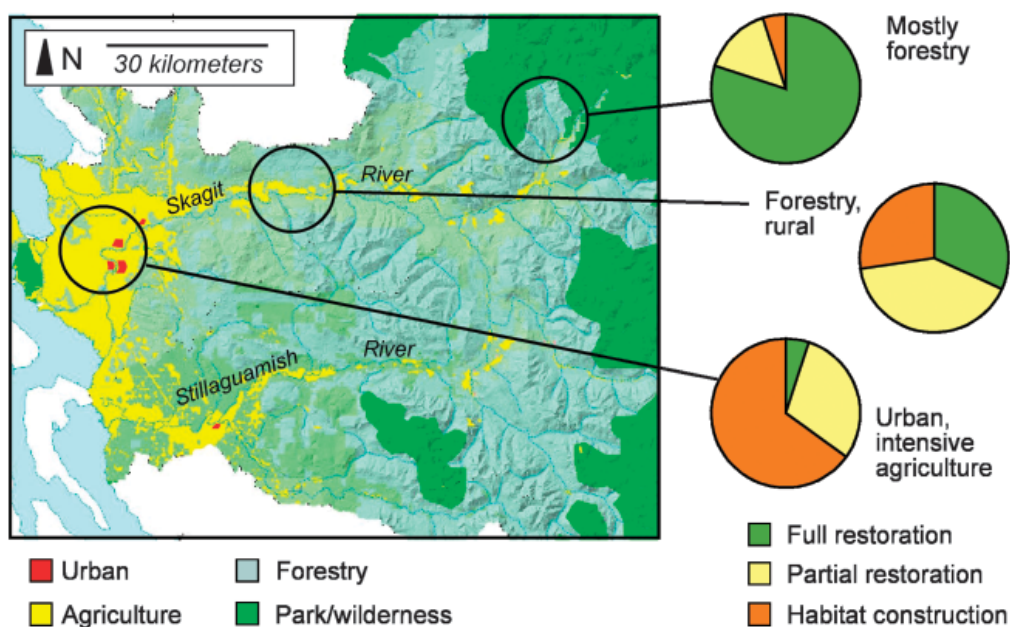 N
30 kilometers
Skagit
River
Stillaguamish
River
Mostly
forestry
Forestry,
rural
Urban,
intensive
agriculture
Urban
Agriculture
Forestry
Park/wilderness
Full restoration
Partial restoration
Habitat construction